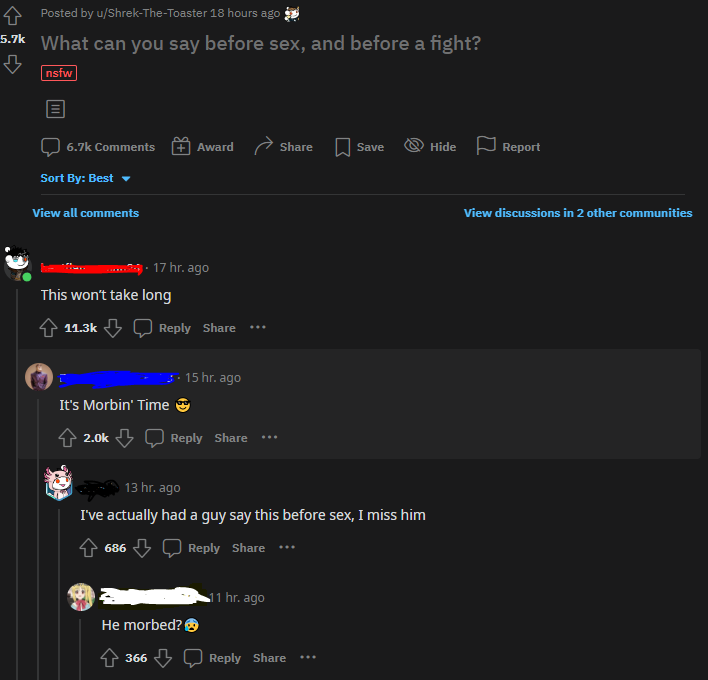 Posted by u/Shrek-The-Toaster 18 hours ago
5.7k
What can you say before sex, and before a fight?
nsfw
6.7k Comments Award Share Save Hide Report
Sort By: Best
View all comments View discussions in 2 other communities
· 17 hr. ago
This won't take long
11.3k Reply Share ···
· 15 hr. ago
It's Morbin' Time 😎
2.0k Reply Share ···
13 hr. ago
I've actually had a guy say this before sex, I miss him
686 Reply Share ···
11 hr. ago
He morbed?😰
366 Reply Share ···